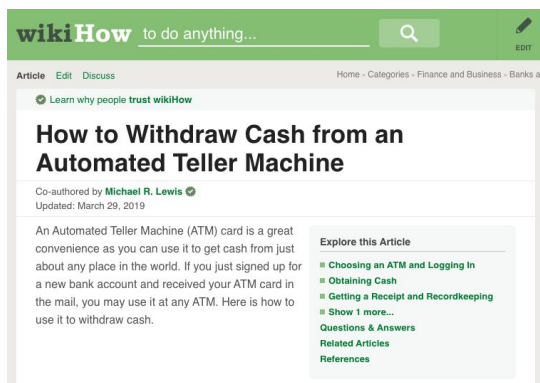 wikiHow to do anything...
EDIT
Article Edit Discuss
Home » Categories » Finance and Business » Banks a
Learn why people trust wikiHow
How to Withdraw Cash from an
Automated Teller Machine
Co-authored by Michael R. Lewis
Updated: March 29, 2019
An Automated Teller Machine (ATM) card is a great
convenience as you can use it to get cash from just
about any place in the world. If you just signed up for
a new bank account and received your ATM card in
the mail, you may use it at any ATM. Here is how to
use it to withdraw cash.
Explore this Article
Choosing an ATM and Logging In
Obtaining Cash
Getting a Receipt and Recordkeeping
Show 1 more...
Questions & Answers
Related Articles
References